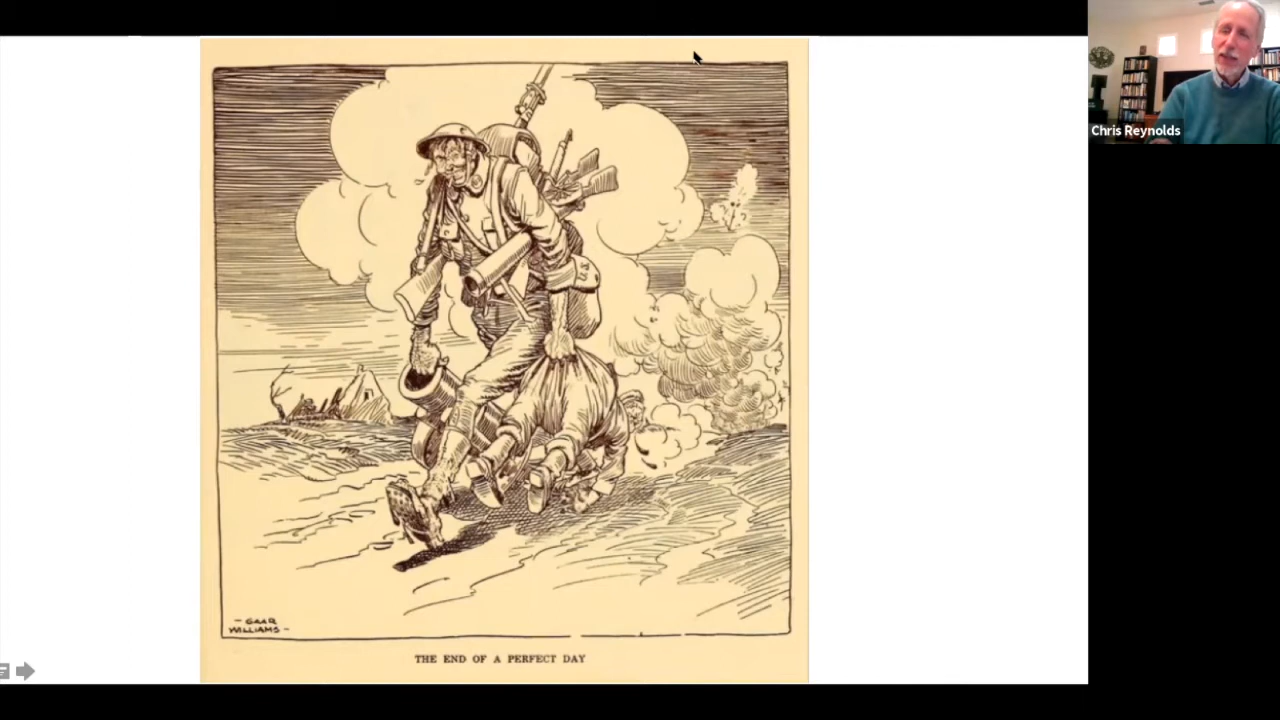 Chris Reynolds
U.S.
- GAAR
WILLIAMS -
THE END OF A PERFECT DAY